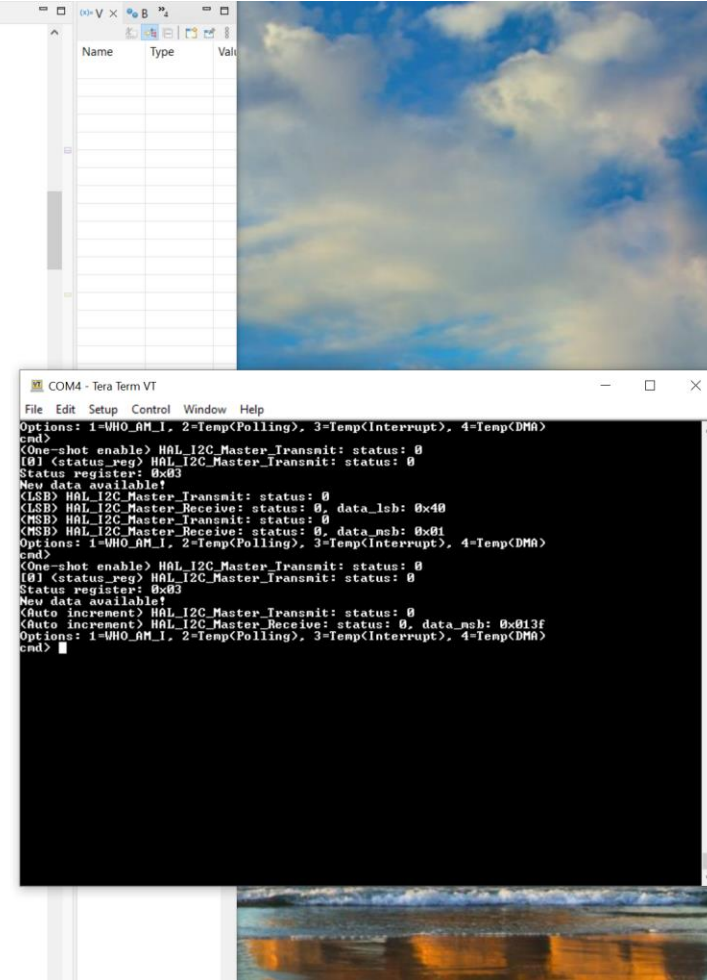 V B "4
Name Type Valu
COM4 - Tera Term VT
File Edit Setup Control Window Help
Options: 1=WHO_AM_I, 2=Temp(Polling), 3=Temp(Interrupt), 4=Temp(DMA)
cmd>
(One-shot enable) HAL_I2C_Master_Transmit: status: 0
[0] (status_reg) HAL_I2C_Master_Transmit: status: 0
Status register: 0x03
New data available!
(LSB) HAL_I2C_Master_Transmit: status: 0
(LSB) HAL_I2C_Master_Receive: status: 0, data_lsb: 0x40
(MSB) HAL_I2C_Master_Transmit: status: 0
(MSB) HAL_I2C_Master_Receive: status: 0, data_msb: 0x01
Options: 1=WHO_AM_I, 2=Temp(Polling), 3=Temp(Interrupt), 4=Temp(DMA)
cmd>
(One-shot enable) HAL_I2C_Master_Transmit: status: 0
[0] (status_reg) HAL_I2C_Master_Transmit: status: 0
Status register: 0x03
New data available!
(Auto increment) HAL_I2C_Master_Transmit: status: 0
(Auto increment) HAL_I2C_Master_Receive: status: 0, data_msb: 0x013f
Options: 1=WHO_AM_I, 2=Temp(Polling), 3=Temp(Interrupt), 4=Temp(DMA)
cmd>